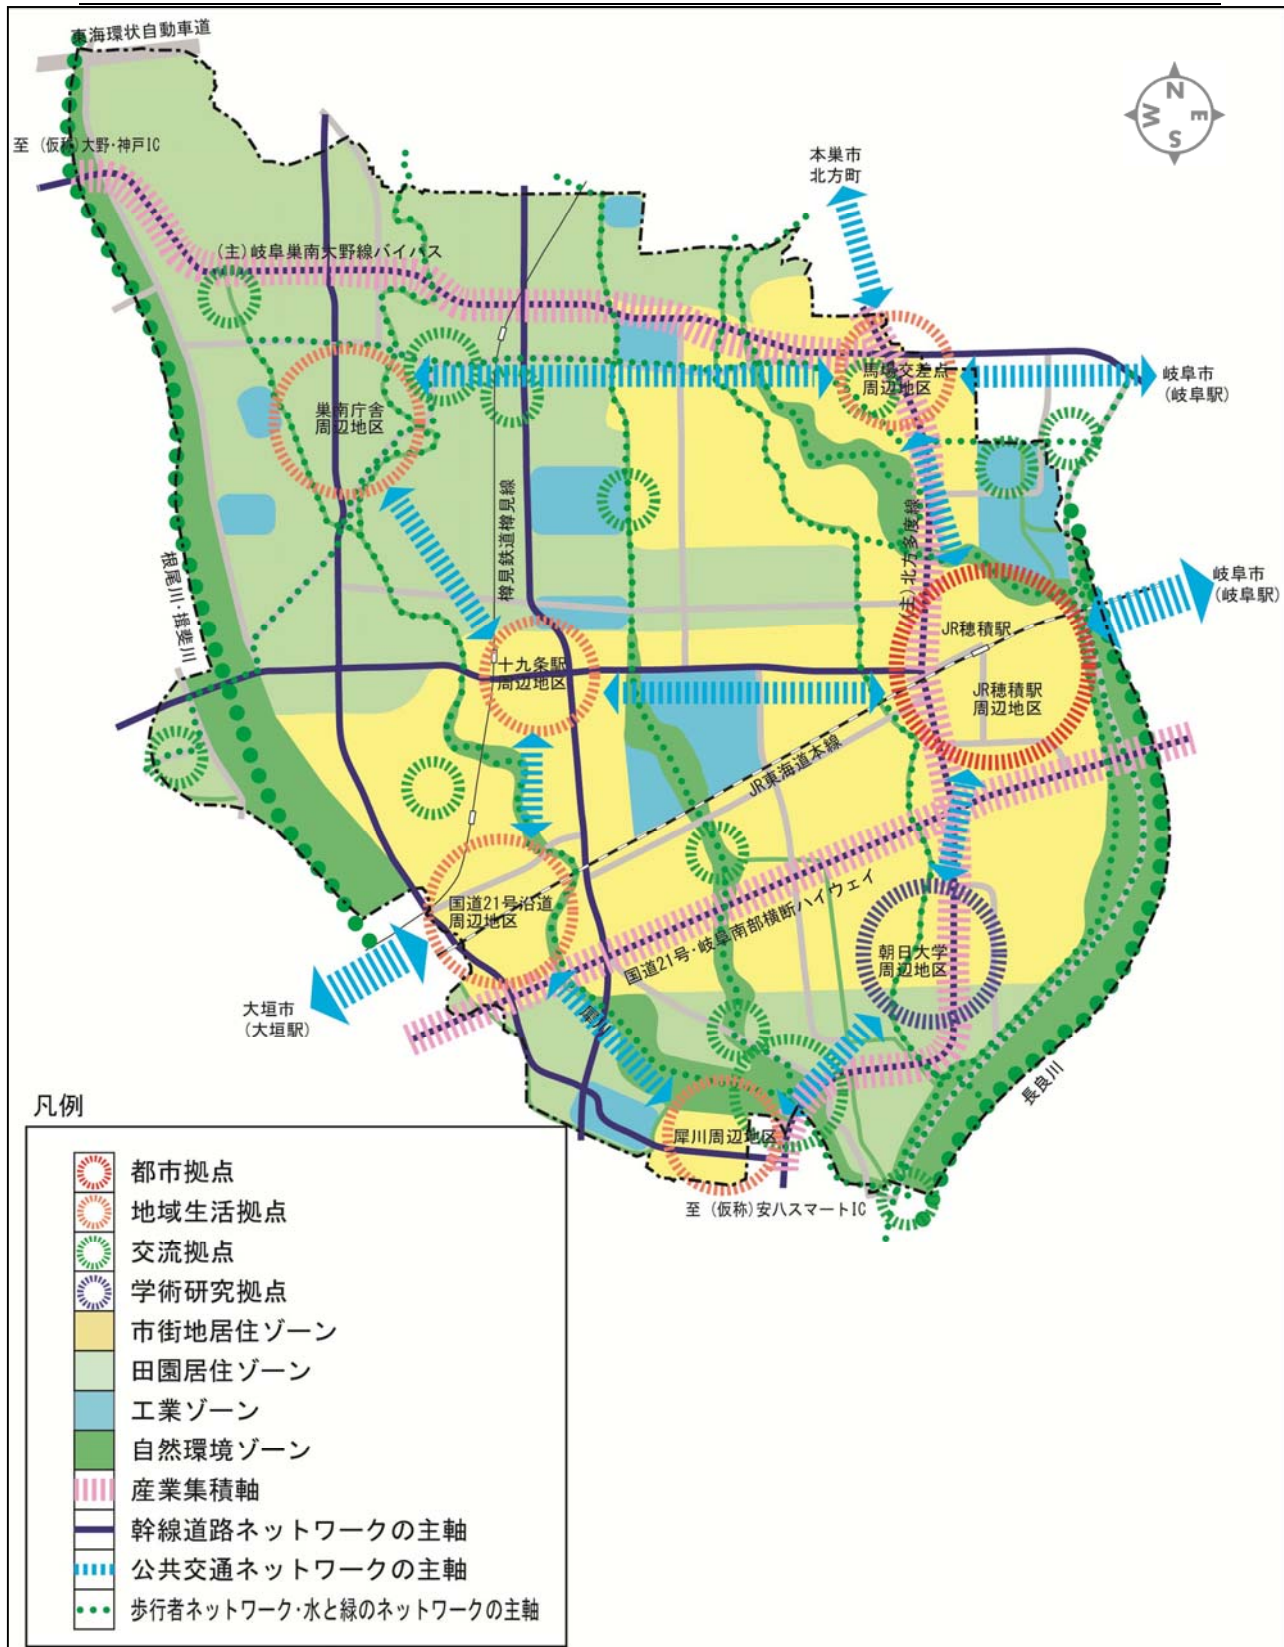 東海環状自動車道
N
E
S
W
至 (仮称)大野・神戸IC
本巣市
北方町
(主)岐阜巣南大野線バイパス
馬場交差点
周辺地区
岐阜市
(岐阜駅)
巣南庁舎
周辺地区
樽見鉄道樽見線
(主)北方多度線
根尾川・揖斐川
岐阜市
(岐阜駅)
JR穂積駅
十九条駅
周辺地区
JR穂積駅
周辺地区
JR東海道本線
国道21号沿道
周辺地区
国道21号・岐阜南部横断ハイウェイ
朝日大学
周辺地区
大垣市
(大垣駅)
犀川
長良川
犀川周辺地区
至 (仮称)安八スマートIC
凡例
都市拠点
地域生活拠点
交流拠点
学術研究拠点
市街地居住ゾーン
田園居住ゾーン
工業ゾーン
自然環境ゾーン
産業集積軸
幹線道路ネットワークの主軸
公共交通ネットワークの主軸
歩行者ネットワーク・水と緑のネットワークの主軸